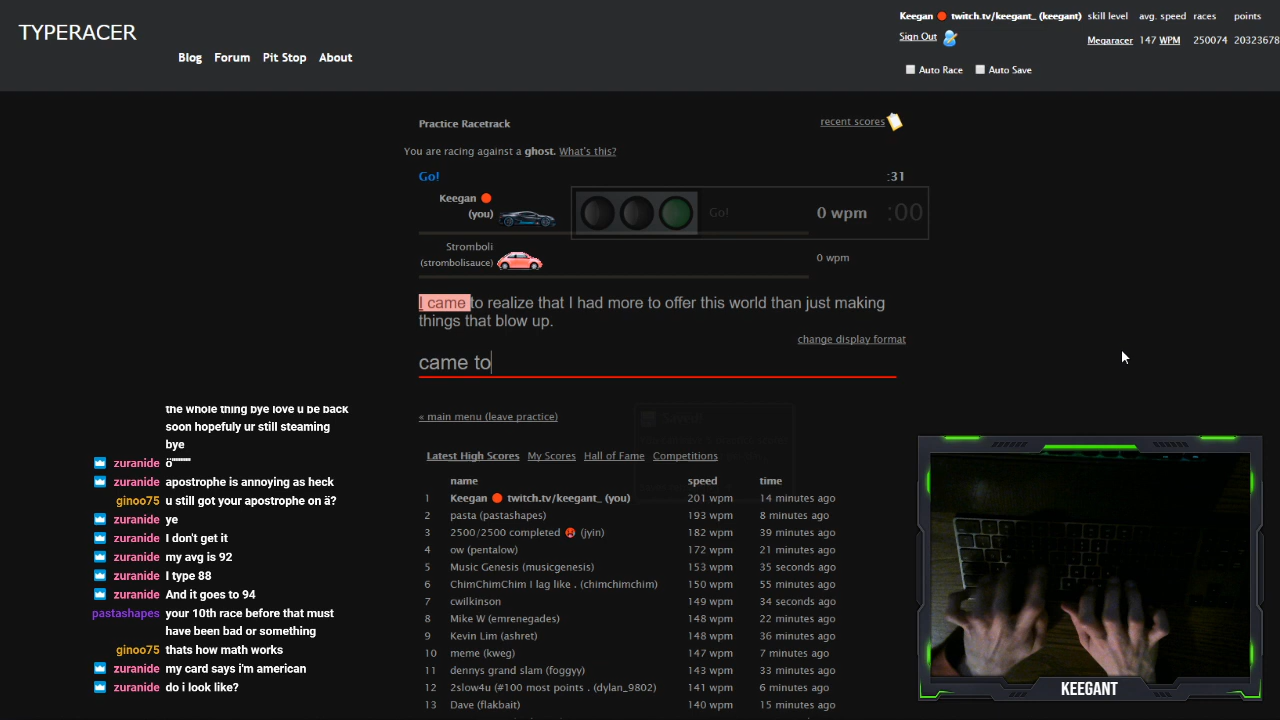 TYPERACER
Blog Forum Pit Stop About
Keegan twitch.tv/keegant_ (keegant) skill level avg. speed races points
Sign Out Megaracer 147 WPM 250074 20323678
Auto Race Auto Save
Practice Racetrack recent scores
You are racing against a ghost. What's this?
Go! :31
Keegan
(you) Go! 0 wpm :00
Stromboli
(strombolisauce) 0 wpm
I came to realize that I had more to offer this world than just making
things that blow up.
change display format
came to
« main menu (leave practice)
Latest High Scores My Scores Hall of Fame Competitions
name speed time
1 Keegan twitch.tv/keegant_ (you) 201 wpm 14 minutes ago
2 pasta (pastashapes) 193 wpm 8 minutes ago
3 2500/2500 completed (jyin) 182 wpm 39 minutes ago
4 ow (pentalow) 172 wpm 21 minutes ago
5 Music Genesis (musicgenesis) 153 wpm 35 seconds ago
6 ChimChimChim I lag like . (chimchimchim) 150 wpm 55 minutes ago
7 cwilkinson 149 wpm 34 seconds ago
8 Mike W (emrenegades) 148 wpm 22 minutes ago
9 Kevin Lim (ashret) 148 wpm 36 minutes ago
10 meme (kweg) 147 wpm 7 minutes ago
11 dennys grand slam (foggyy) 143 wpm 33 minutes ago
12 2slow4u (#100 most points . (dylan_9802) 141 wpm 6 minutes ago
13 Dave (flakbait) 140 wpm 15 minutes ago
the whole thing bye love u be back
soon hopefuly ur still steaming
bye
zuranide ö"""""
zuranide apostrophe is annoying as heck
ginoo75 u still got your apostrophe on ä?
zuranide ye
zuranide I don't get it
zuranide my avg is 92
zuranide I type 88
zuranide And it goes to 94
pastashapes your 10th race before that must
have been bad or something
ginoo75 thats how math works
zuranide my card says i'm american
zuranide do i look like?
KEEGANT